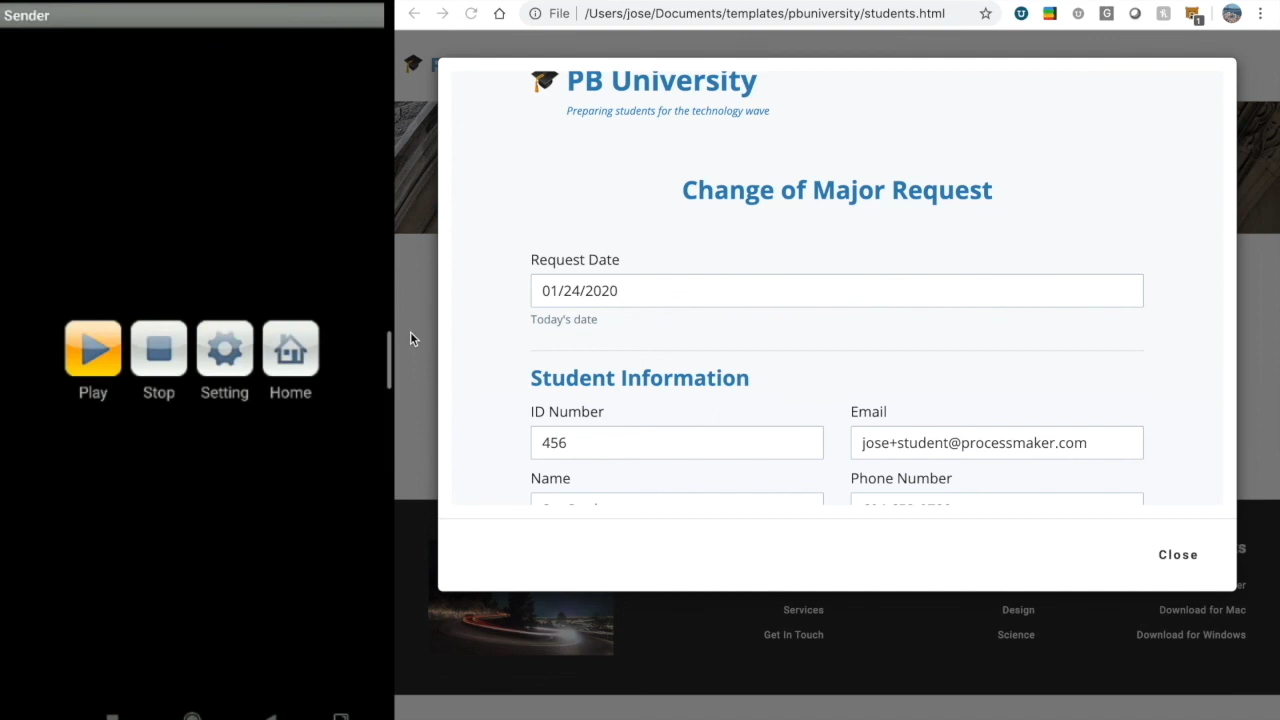 Sender
Play Stop Setting Home
File | /Users/jose/Documents/templates/pbuniversity/students.html
1
PB University
Preparing students for the technology wave
Change of Major Request
Request Date
01/24/2020
Today's date
Student Information
ID Number Email
456 jose+student@processmaker.com
Name Phone Number
Close
Services Design Download for Mac
Get In Touch Science Download for Windows